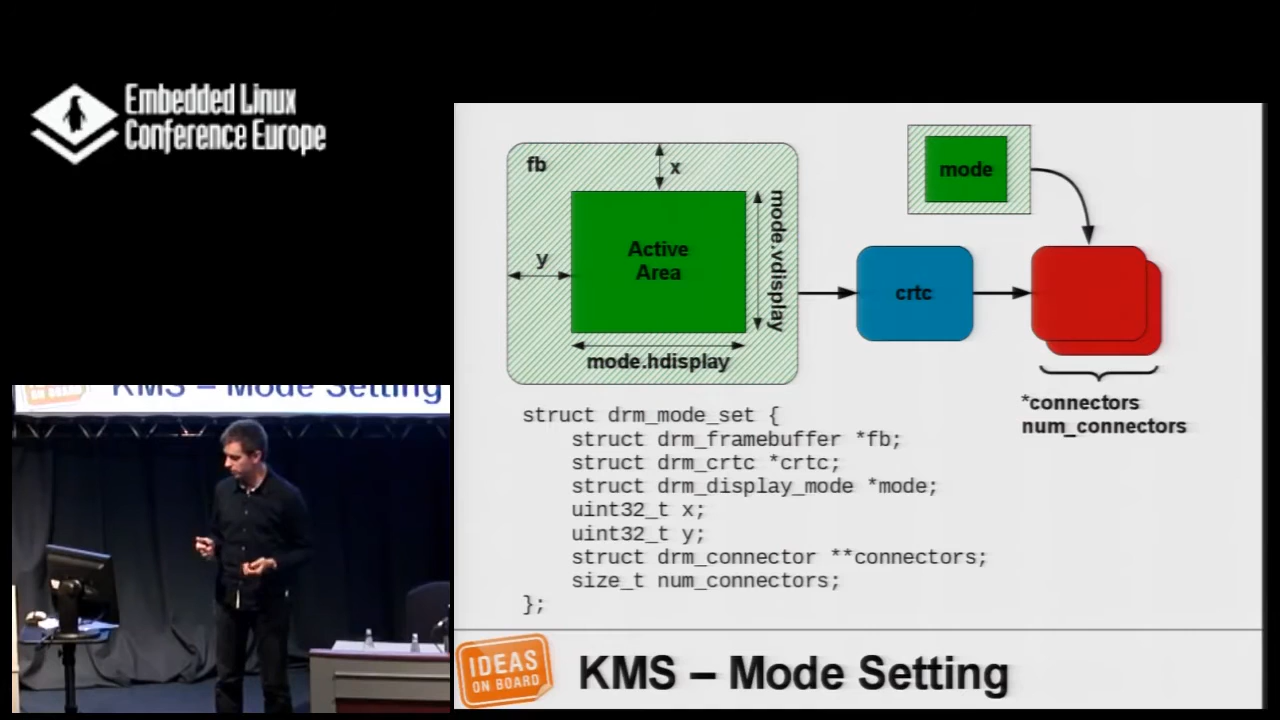 Embedded Linux
Conference Europe
KMS – Mode Setting
fb
x
y
Active
Area
mode.vdisplay
mode.hdisplay
mode
crtc
*connectors
num_connectors
struct drm_mode_set {
struct drm_framebuffer *fb;
struct drm_crtc *crtc;
struct drm_display_mode *mode;
uint32_t x;
uint32_t y;
struct drm_connector **connectors;
size_t num_connectors;
};
IDEAS
ON BOARD
KMS – Mode Setting